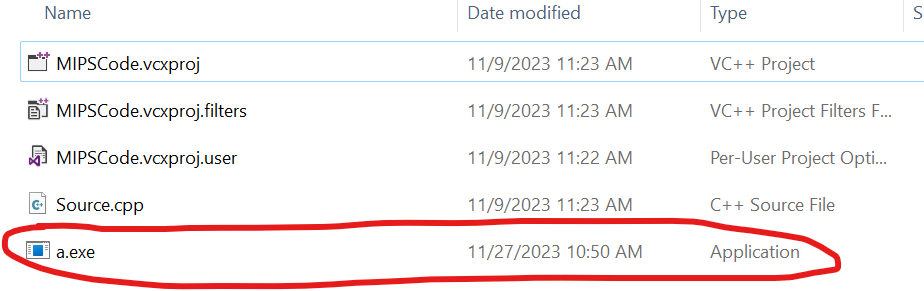 Name Date modified Type S
MIPSCode.vcxproj 11/9/2023 11:23 AM VC++ Project
MIPSCode.vcxproj.filters 11/9/2023 11:23 AM VC++ Project Filters F...
MIPSCode.vcxproj.user 11/9/2023 11:22 AM Per-User Project Opti...
Source.cpp 11/9/2023 11:23 AM C++ Source File
a.exe 11/27/2023 10:50 AM Application